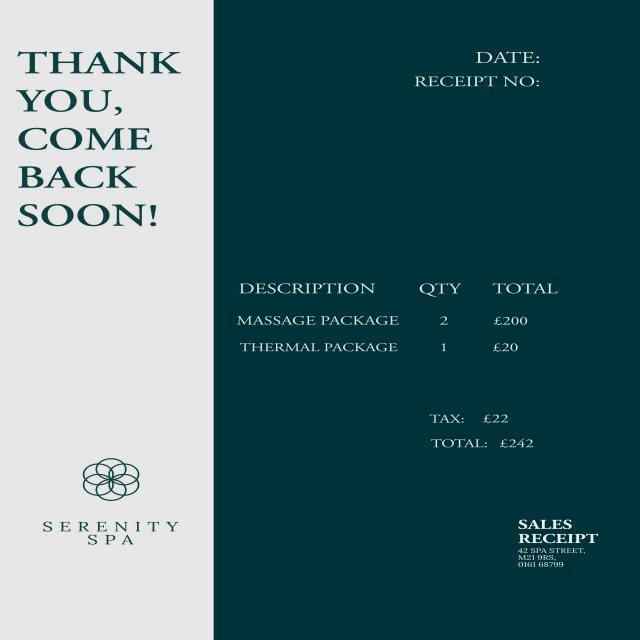 THANK
YOU,
COME
BACK
SOON!
DATE:
RECEIPT NO:
DESCRIPTION QTY TOTAL
MASSAGE PACKAGE 2 £200
THERMAL PACKAGE 1 £20
TAX: £22
TOTAL: £242
SERENITY
SPA
SALES
RECEIPT
42 SPA STREET,
M21 9RS,
0161 68799